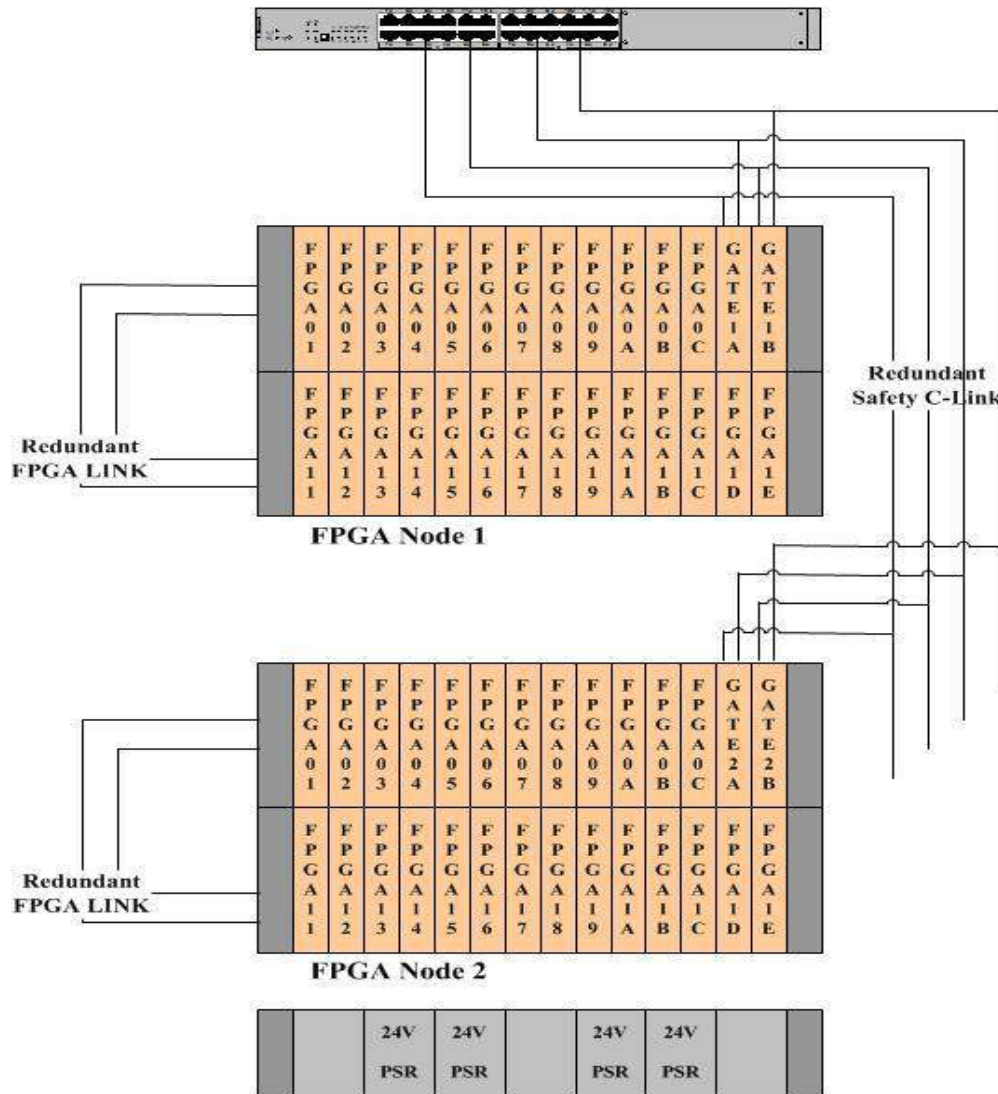 FPGA01
FPGA02
FPGA03
FPGA04
FPGA05
FPGA06
FPGA07
FPGA08
FPGA09
FPGA0A
FPGA0B
FPGA0C
GATE1A
GATE1B
Redundant
Safety C-Link
FPGA11
FPGA12
FPGA13
FPGA14
FPGA15
FPGA16
FPGA17
FPGA18
FPGA19
FPGA1A
FPGA1B
FPGA1C
FPGA1D
FPGA1E
Redundant
FPGA LINK
FPGA Node 1
FPGA01
FPGA02
FPGA03
FPGA04
FPGA05
FPGA06
FPGA07
FPGA08
FPGA09
FPGA0A
FPGA0B
FPGA0C
GATE2A
GATE2B
FPGA11
FPGA12
FPGA13
FPGA14
FPGA15
FPGA16
FPGA17
FPGA18
FPGA19
FPGA1A
FPGA1B
FPGA1C
FPGA1D
FPGA1E
Redundant
FPGA LINK
FPGA Node 2
24V 24V 24V 24V
PSR PSR PSR PSR